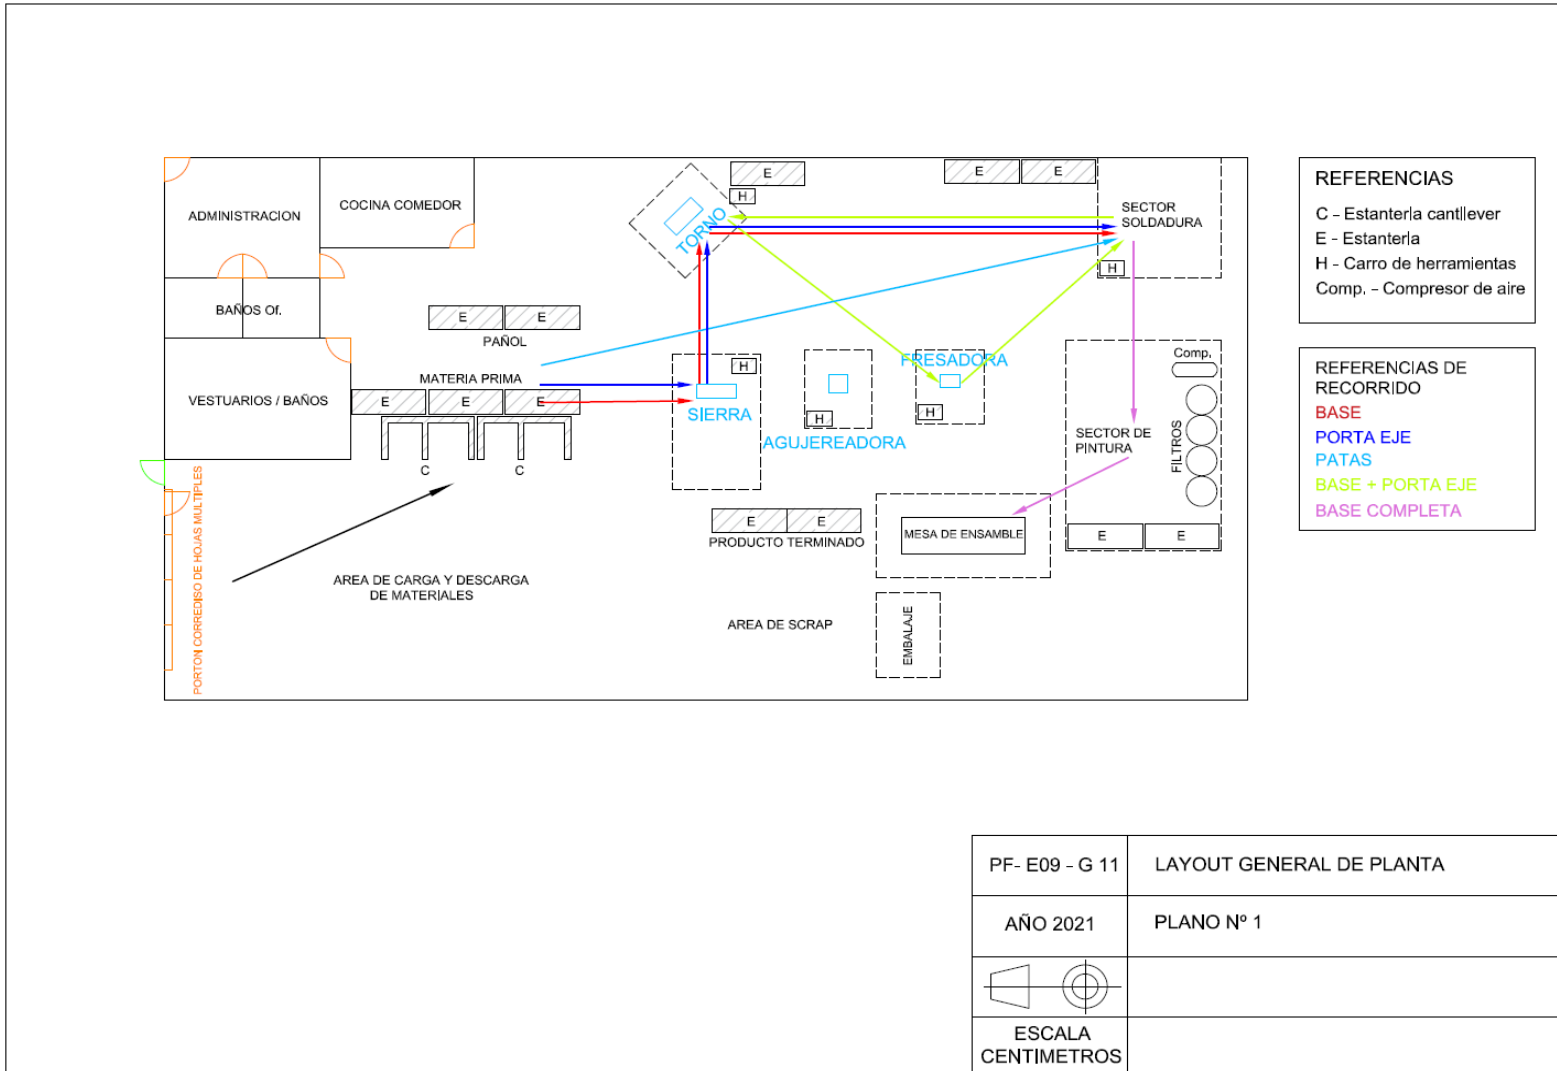 ADMINISTRACION
COCINA COMEDOR
BAÑOS Of.
VESTUARIOS / BAÑOS
PORTON CORREDISO DE HOJAS MULTIPLES
E
E
PAÑOL
MATERIA PRIMA
E
E
E
C
C
AREA DE CARGA Y DESCARGA
DE MATERIALES
TORNO
H
E
E
E
SECTOR
SOLDADURA
H
H
SIERRA
H
AGUJEREADORA
FRESADORA
H
Comp.
SECTOR DE
PINTURA
FILTROS
E
E
E
E
PRODUCTO TERMINADO
MESA DE ENSAMBLE
AREA DE SCRAP
EMBALAJE
REFERENCIAS
C - Estantería cantilever
E - Estantería
H - Carro de herramientas
Comp. - Compresor de aire
REFERENCIAS DE
RECORRIDO
BASE
PORTA EJE
PATAS
BASE + PORTA EJE
BASE COMPLETA
PF- E09 - G 11
LAYOUT GENERAL DE PLANTA
AÑO 2021
PLANO Nº 1
ESCALA
CENTIMETROS